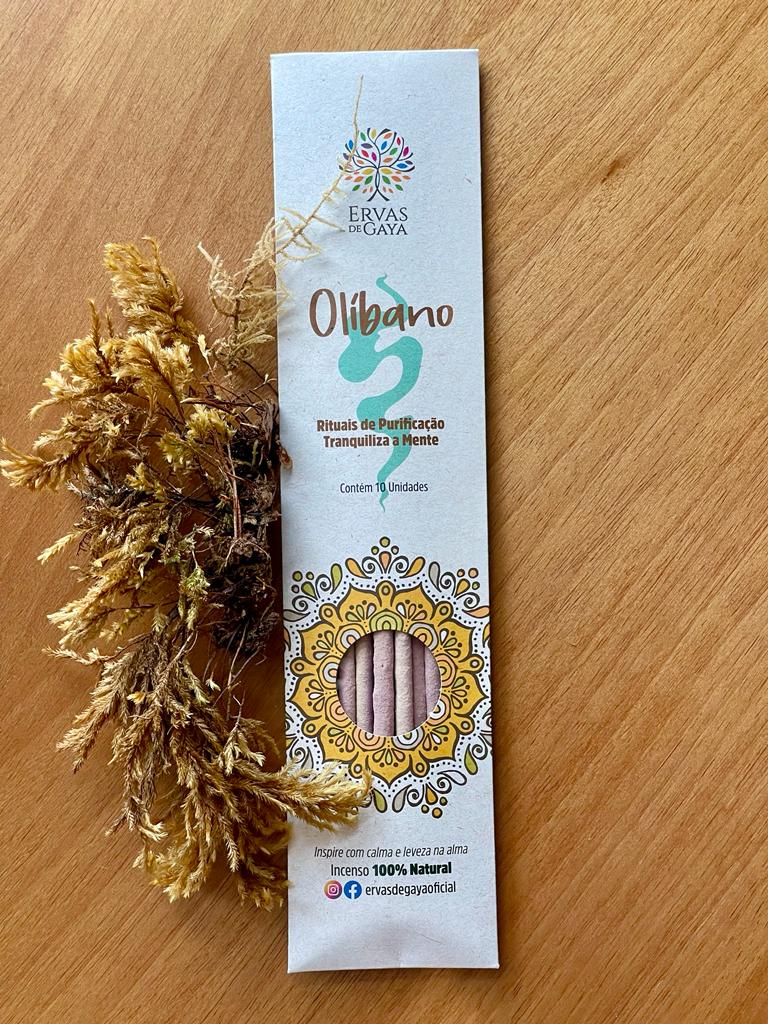 ERVAS
DE GAYA
Olíbano
Rituais de Purificação
Tranquiliza a Mente
Contém 10 Unidades
Inspire com calma e leveza na alma
Incenso 100% Natural
ervasdegayaoficial